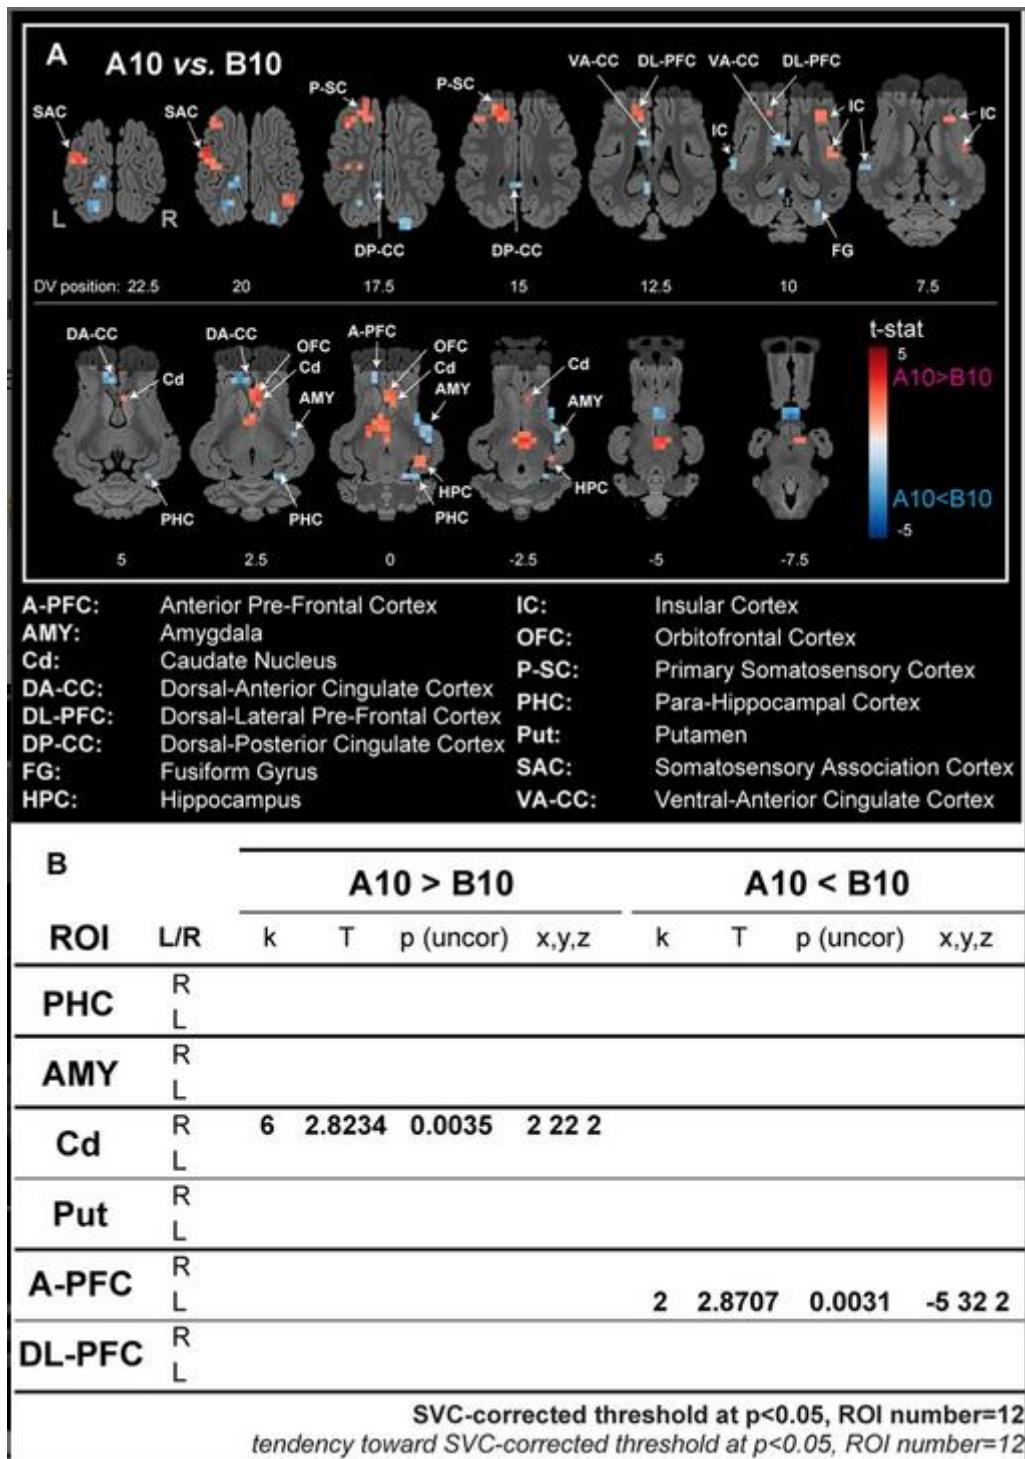 A
A10 vs. B10
SAC
SAC
P-SC
P-SC
VA-CC DL-PFC
VA-CC DL-PFC
IC
IC
IC
L
R
DP-CC
DP-CC
FG
DV position: 22.5 20 17.5 15 12.5 10 7.5
DA-CC
Cd
PHC
DA-CC
OFC
Cd
AMY
PHC
A-PFC
OFC
Cd
AMY
HPC
PHC
Cd
AMY
HPC
t-stat
5
A10>B10
A10<B10
-5
5 2.5 0 -2.5 -5 -7.5
A-PFC: Anterior Pre-Frontal Cortex
AMY: Amygdala
Cd: Caudate Nucleus
DA-CC: Dorsal-Anterior Cingulate Cortex
DL-PFC: Dorsal-Lateral Pre-Frontal Cortex
DP-CC: Dorsal-Posterior Cingulate Cortex
FG: Fusiform Gyrus
HPC: Hippocampus
IC: Insular Cortex
OFC: Orbitofrontal Cortex
P-SC: Primary Somatosensory Cortex
PHC: Para-Hippocampal Cortex
Put: Putamen
SAC: Somatosensory Association Cortex
VA-CC: Ventral-Anterior Cingulate Cortex
B
A10 > B10 A10 < B10
ROI L/R k T p (uncor) x,y,z k T p (uncor) x,y,z
PHC R
L
AMY R
L
Cd R 6 2.8234 0.0035 2 22 2
L
Put R
L
A-PFC R
L 2 2.8707 0.0031 -5 32 2
DL-PFC R
L
SVC-corrected threshold at p<0.05, ROI number=12
tendency toward SVC-corrected threshold at p<0.05, ROI number=12